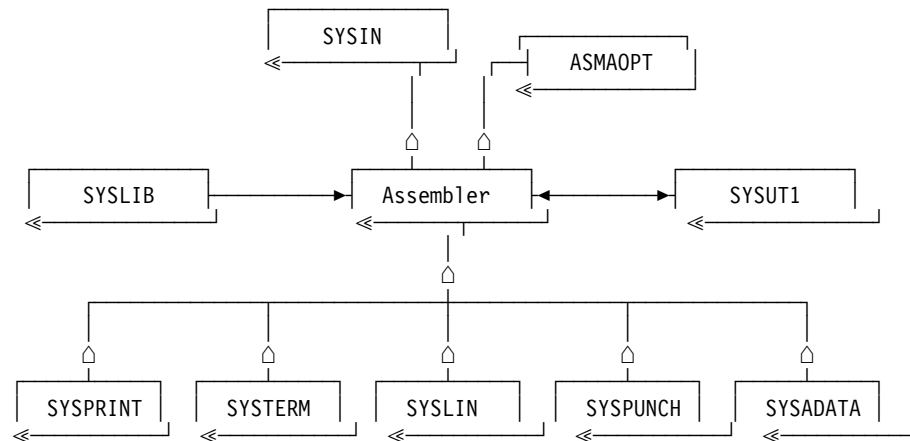 SYSIN
ASMAOPT
SYSLIB Assembler SYSUT1
SYSPRINT SYSTERM SYSLIN SYSPUNCH SYSADATA